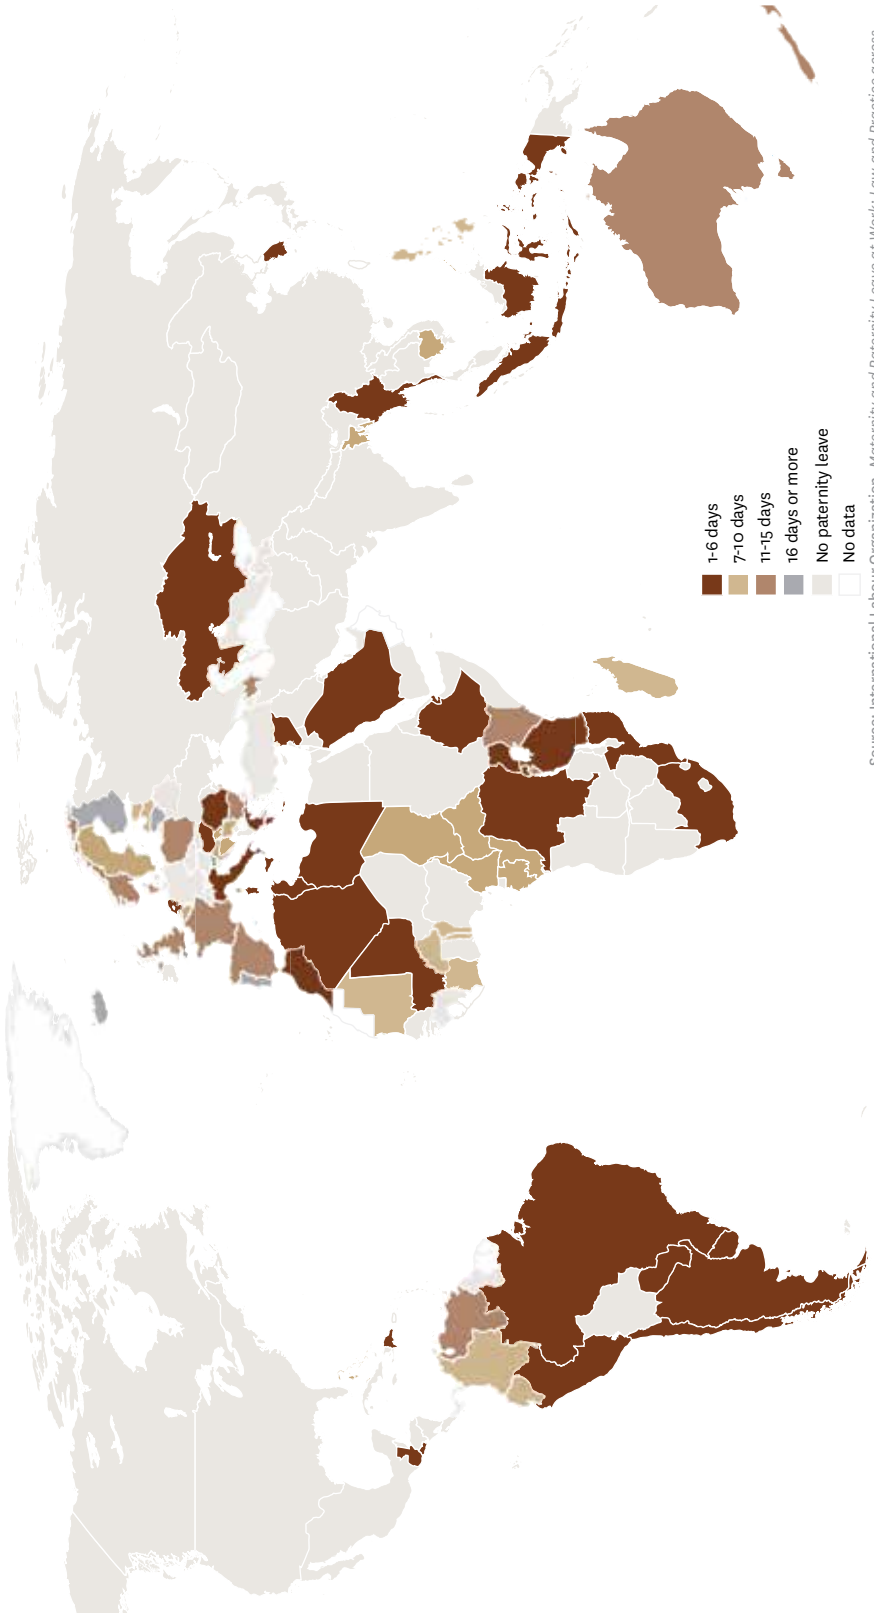 1-6 days
7-10 days
11-15 days
16 days or more
No paternity leave
No data
Source: International Labour Organization, Maternity and Paternity Leave at Work: Law and Practice across